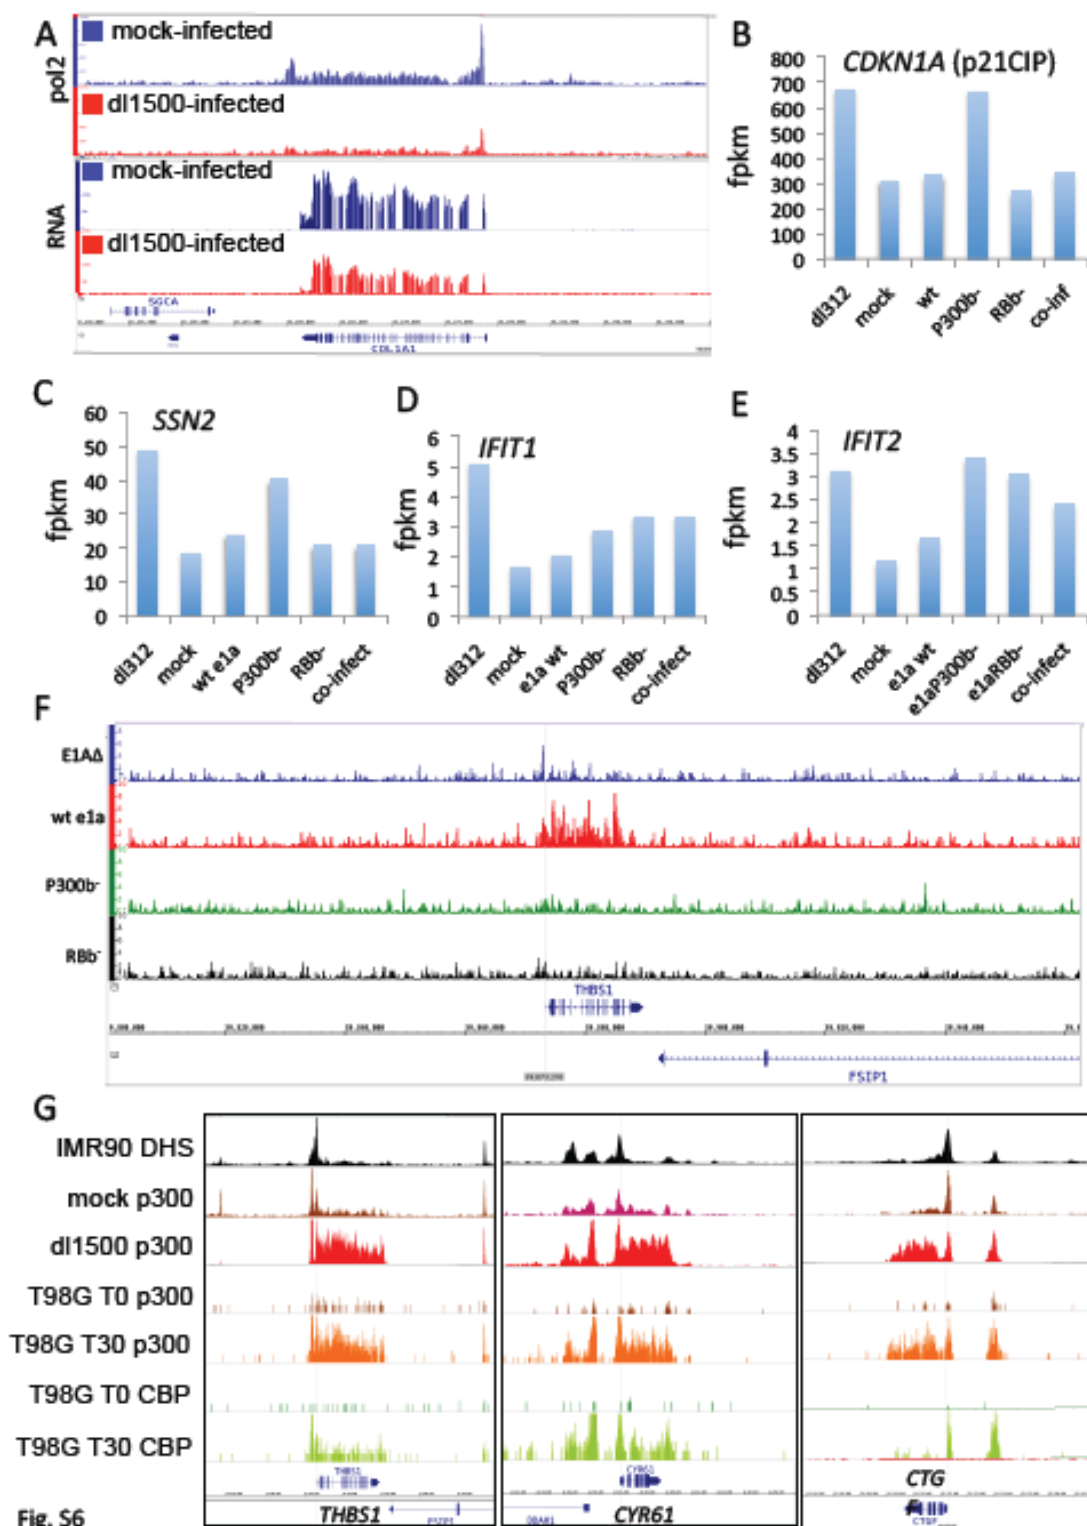 A
pol2
mock-infected
dl1500-infected
RNA
mock-infected
dl1500-infected
SGCA
COL1A1
B
CDKN1A (p21CIP)
fpkm
800
700
600
500
400
300
200
100
0
dl312
mock
wt
P300b-
RBb-
co-inf
C
SSN2
fpkm
60
50
40
30
20
10
0
dl312
mock
wt e1a
P300b-
RBb-
co-infect
D
IFIT1
fpkm
6
5
4
3
2
1
0
dl312
mock
e1a wt
P300b-
RBb-
co-infect
E
IFIT2
fpkm
4
3.5
3
2.5
2
1.5
1
0.5
0
dl312
mock
e1a wt
e1aP300b-
e1aRBb-
co-infect
F
E1AΔ
wt e1a
P300b-
RBb-
THBS1
FSIP1
G
IMR90 DHS
mock p300
dl1500 p300
T98G T0 p300
T98G T30 p300
T98G T0 CBP
T98G T30 CBP
THBS1
FSIP1
THBS1
CYR61
DDAH1
CYR61
CTG
F
CTGF
Fig. S6